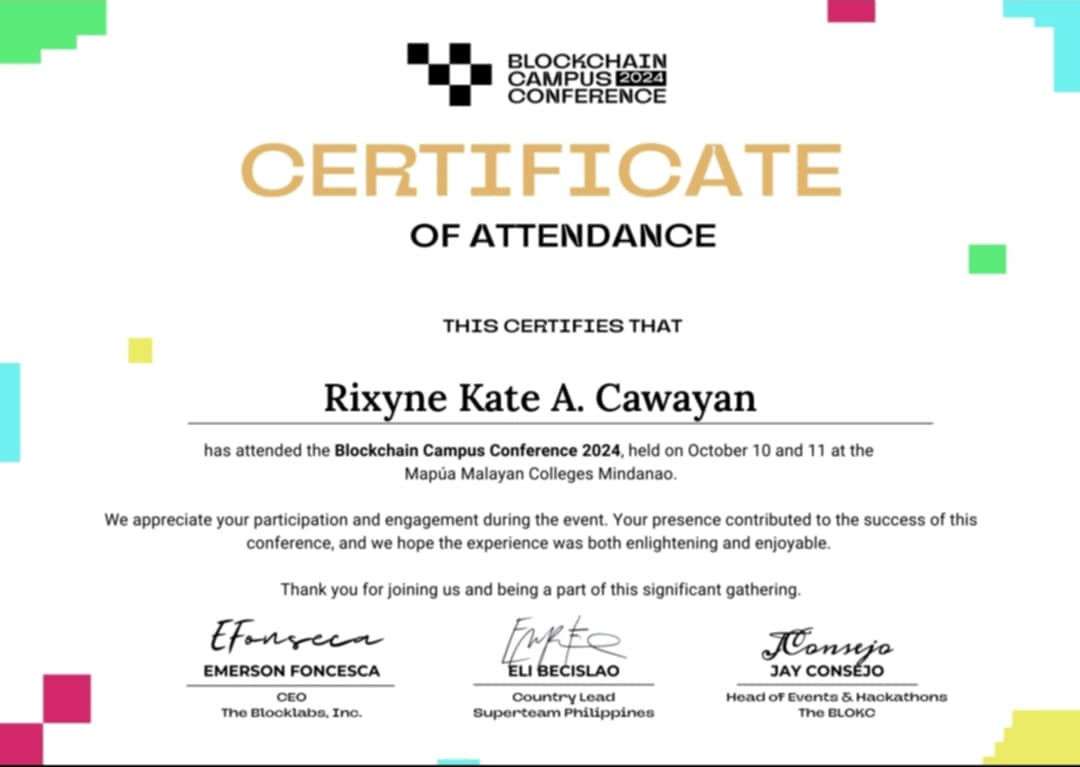 BLOCKCHAIN
CAMPUS 2024
CONFERENCE
CERTIFICATE
OF ATTENDANCE
THIS CERTIFIES THAT
Rixyne Kate A. Cawayan
has attended the Blockchain Campus Conference 2024, held on October 10 and 11 at the
Mapúa Malayan Colleges Mindanao.
We appreciate your participation and engagement during the event. Your presence contributed to the success of this
conference, and we hope the experience was both enlightening and enjoyable.
Thank you for joining us and being a part of this significant gathering.
EFonseca
JConsejo
EMERSON FONCESCA
ELI BECISLAO
JAY CONSEJO
CEO
Country Lead
Head of Events & Hackathons
The Blocklabs, Inc.
Superteam Philippines
The BLOKC